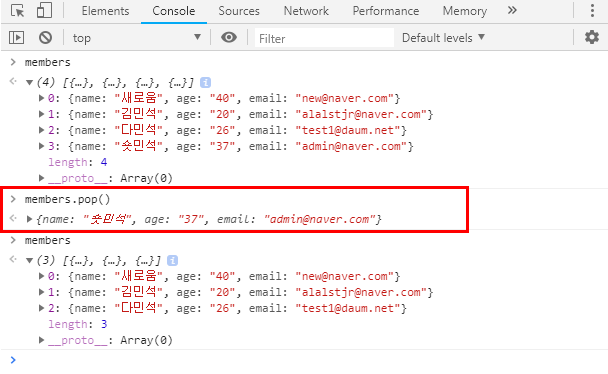 Elements Console Sources Network Performance Memory »
top ▼ Filter Default levels ▼
> members
<· ▼ (4) [{…}, {…}, {…}, {…}] i
▶ 0: {name: "새로움", age: "40", email: "new@naver.com"}
▶ 1: {name: "김민석", age: "20", email: "alalstjr@naver.com"}
▶ 2: {name: "다민석", age: "26", email: "test1@daum.net"}
▶ 3: {name: "숏민석", age: "37", email: "admin@naver.com"}
length: 4
▶ __proto__: Array(0)
> members.pop()
<· ▶ {name: "숏민석", age: "37", email: "admin@naver.com"}
> members
<· ▼ (3) [{…}, {…}, {…}] i
▶ 0: {name: "새로움", age: "40", email: "new@naver.com"}
▶ 1: {name: "김민석", age: "20", email: "alalstjr@naver.com"}
▶ 2: {name: "다민석", age: "26", email: "test1@daum.net"}
length: 3
▶ __proto__: Array(0)
>